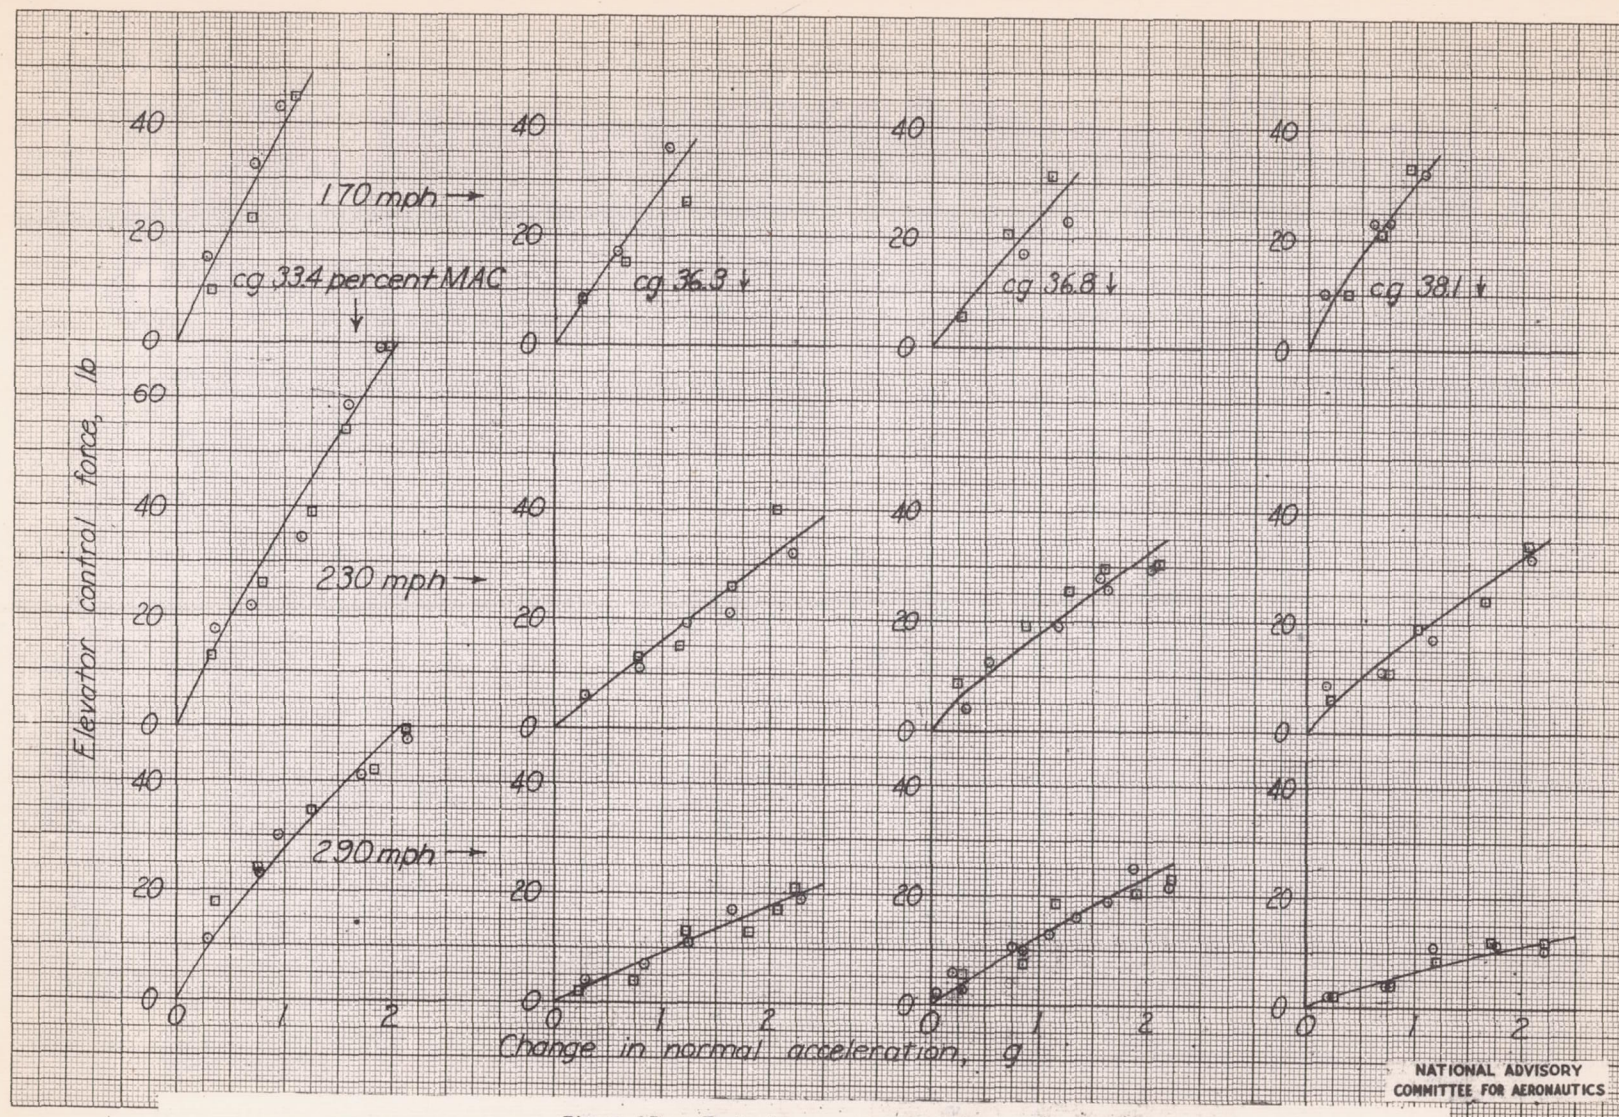 40 40 40 40
170 mph →
20 20 20 20
cg 33.4 percent MAC cg 36.9 ↓ cg 36.8 ↓ cg 38.1 ↓
0 0 0 0
Elevator control force, lb
60
40 40 40 40
230 mph →
20 20 20 20
0 0 0 0
40 40 40 40
290 mph →
20 20 20 20
0 0 0 0
0 1 2 0 1 2 0 1 2 0 1 2
Change in normal acceleration, g
NATIONAL ADVISORY
COMMITTEE FOR AERONAUTICS